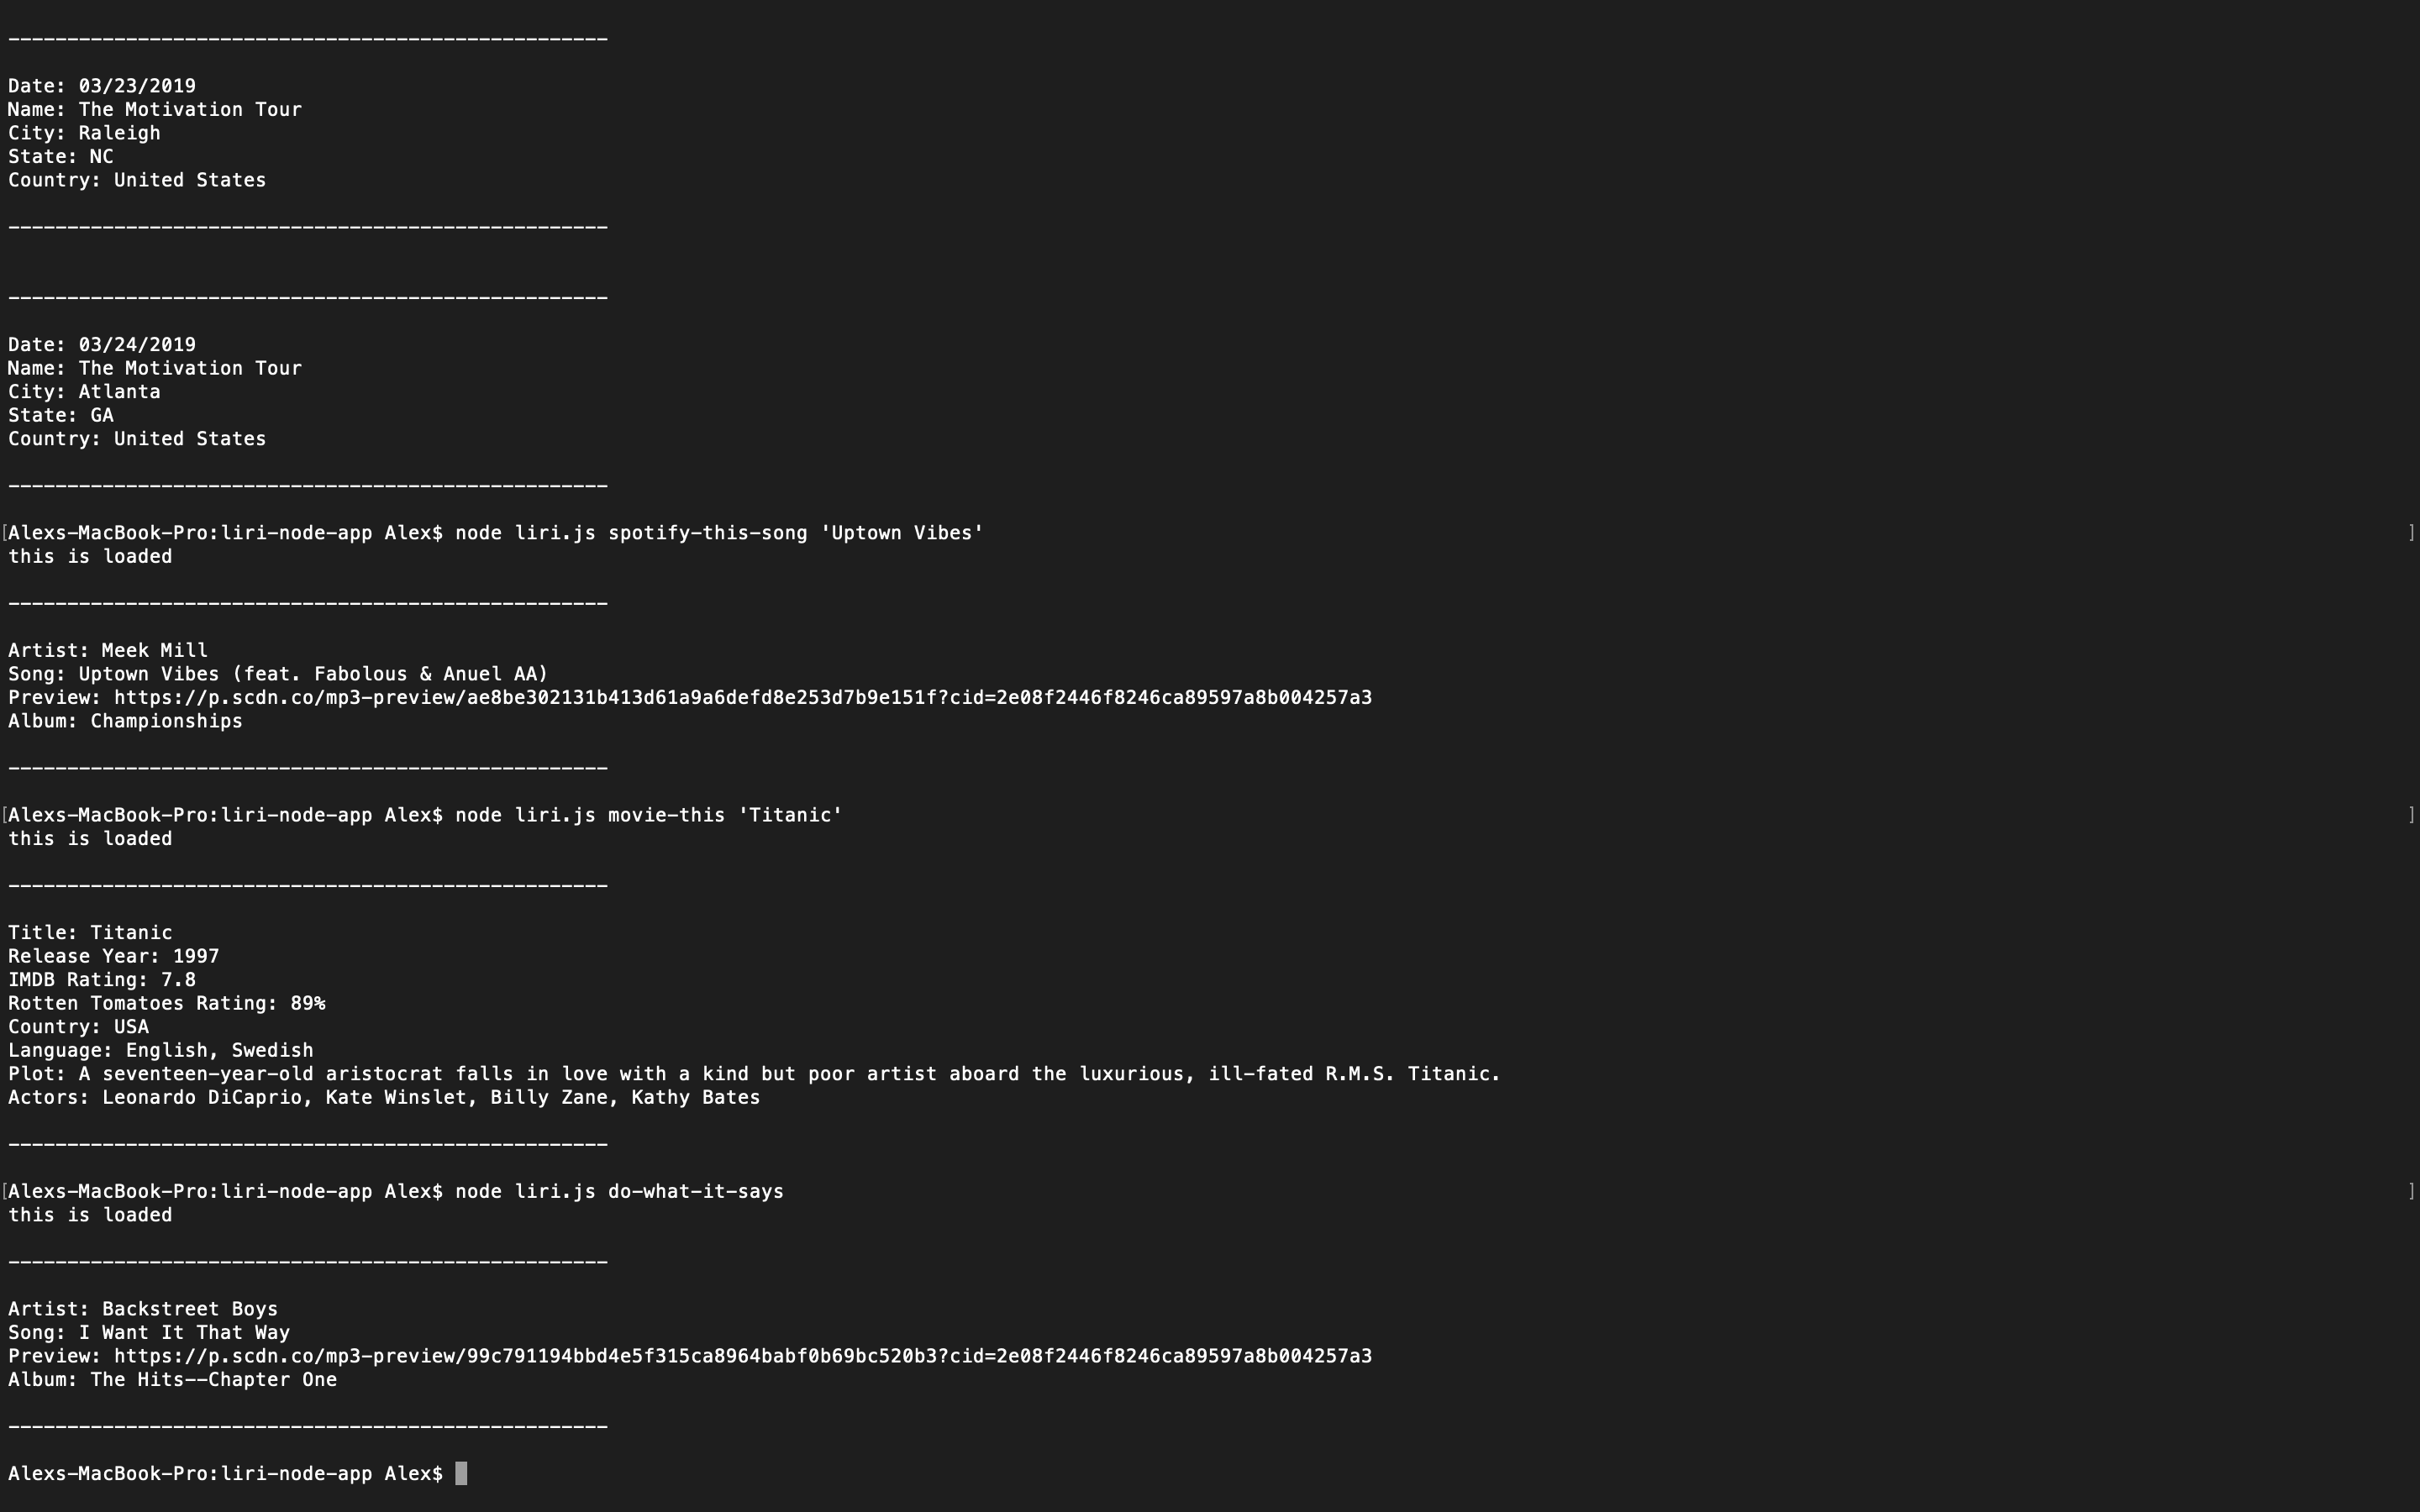 ---------------------------------------------------
Date: 03/23/2019
Name: The Motivation Tour
City: Raleigh
State: NC
Country: United States
---------------------------------------------------
---------------------------------------------------
Date: 03/24/2019
Name: The Motivation Tour
City: Atlanta
State: GA
Country: United States
---------------------------------------------------
[Alexs-MacBook-Pro:liri-node-app Alex$ node liri.js spotify-this-song 'Uptown Vibes' ]
this is loaded
---------------------------------------------------
Artist: Meek Mill
Song: Uptown Vibes (feat. Fabolous & Anuel AA)
Preview: https://p.scdn.co/mp3-preview/ae8be302131b413d61a9a6defd8e253d7b9e151f?cid=2e08f2446f8246ca89597a8b004257a3
Album: Championships
---------------------------------------------------
[Alexs-MacBook-Pro:liri-node-app Alex$ node liri.js movie-this 'Titanic' ]
this is loaded
---------------------------------------------------
Title: Titanic
Release Year: 1997
IMDB Rating: 7.8
Rotten Tomatoes Rating: 89%
Country: USA
Language: English, Swedish
Plot: A seventeen-year-old aristocrat falls in love with a kind but poor artist aboard the luxurious, ill-fated R.M.S. Titanic.
Actors: Leonardo DiCaprio, Kate Winslet, Billy Zane, Kathy Bates
---------------------------------------------------
[Alexs-MacBook-Pro:liri-node-app Alex$ node liri.js do-what-it-says ]
this is loaded
---------------------------------------------------
Artist: Backstreet Boys
Song: I Want It That Way
Preview: https://p.scdn.co/mp3-preview/99c791194bbd4e5f315ca8964babf0b69bc520b3?cid=2e08f2446f8246ca89597a8b004257a3
Album: The Hits--Chapter One
---------------------------------------------------
Alexs-MacBook-Pro:liri-node-app Alex$